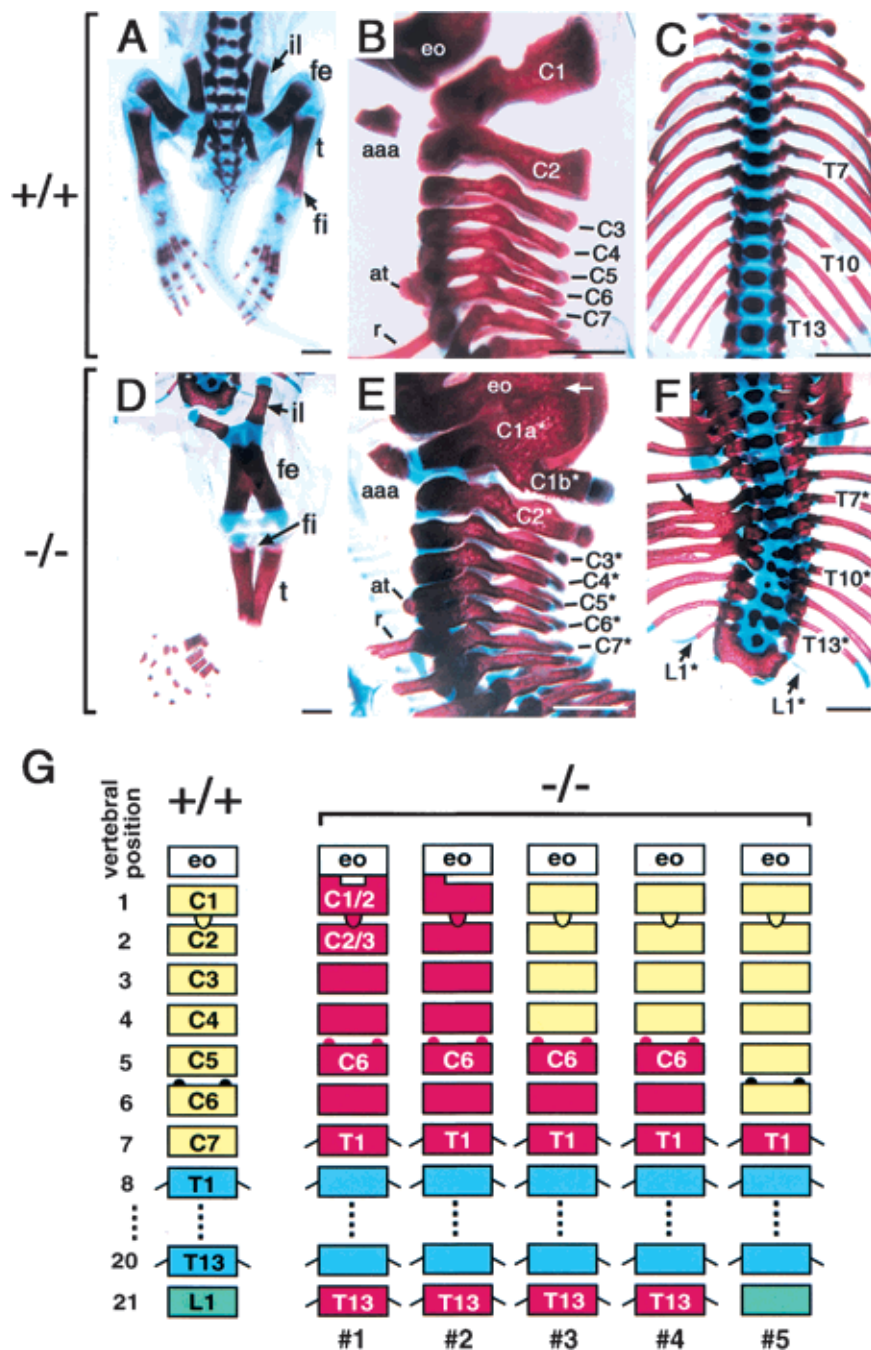 +/+
A
il
fe
t
fi
B
eo
C1
aaa
C2
C3
C4
at
C5
C6
C7
r
C
T7
T10
T13
-/-
D
il
fe
fi
t
E
eo
C1a*
C1b*
aaa
C2*
C3*
C4*
at
C5*
r
C6*
C7*
F
T7*
T10*
T13*
L1*
L1*
G
vertebral position
+/+
-/-
eo eo eo eo eo eo
1 C1 C1/2
2 C2 C2/3
3 C3
4 C4
5 C5 C6 C6 C6 C6
6 C6
7 C7 T1 T1 T1 T1 T1
8 T1
20 T13
21 L1 T13 T13 T13 T13
#1 #2 #3 #4 #5